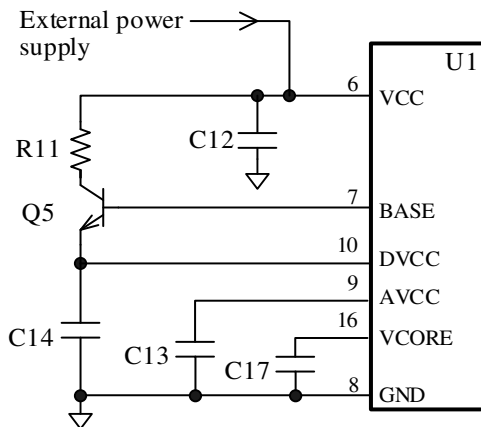 External power
supply
U1
6
VCC
C12
R11
7
BASE
Q5
10
DVCC
9
AVCC
16
VCORE
C14
C13
C17
8
GND